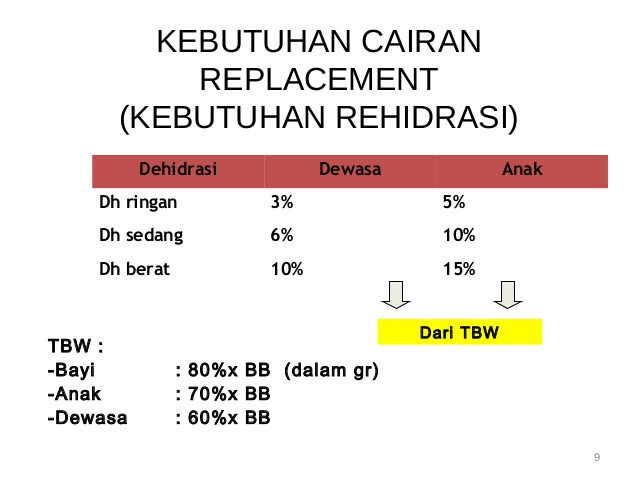 KEBUTUHAN CAIRAN
REPLACEMENT
(KEBUTUHAN REHIDRASI)
Dehidrasi Dewasa Anak
Dh ringan 3% 5%
Dh sedang 6% 10%
Dh berat 10% 15%
Dari TBW
TBW :
-Bayi : 80%x BB (dalam gr)
-Anak : 70%x BB
-Dewasa : 60%x BB
9